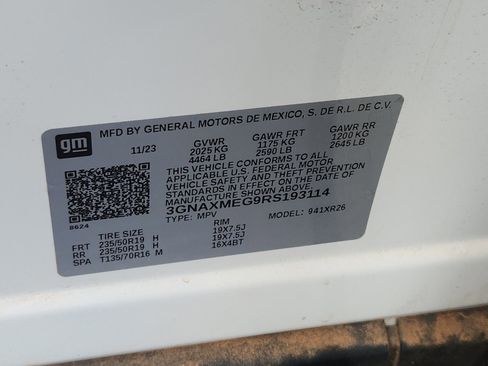 MFD BY GENERAL MOTORS DE MEXICO, S. DE R.L. DE C.V.
gm
11/23 GVWR GAWR FRT GAWR RR
2025 KG 1175 KG 1200 KG
4464 LB 2590 LB 2645 LB
THIS VEHICLE CONFORMS TO ALL
APPLICABLE U.S. FEDERAL MOTOR
VEHICLE SAFETY AND THEFT PREVENTION
STANDARDS IN EFFECT ON THE DATE OF
MANUFACTURE SHOWN ABOVE.
3GNAXMEG9RS193114
8624 TYPE: MPV MODEL: 941XR26
TIRE SIZE RIM
FRT 235/50R19 H 19X7.5J
RR 235/50R19 H 19X7.5J
SPA T135/70R16 M 16X4BT